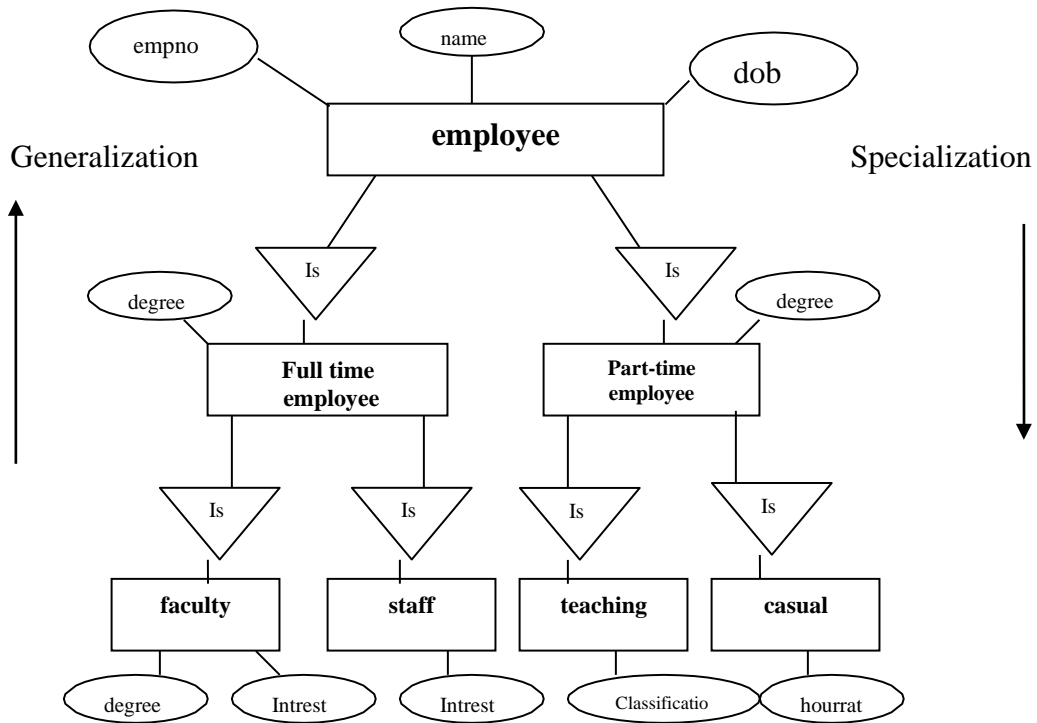 empno
name
dob
employee
Generalization
Specialization
Is
Is
degree
degree
Full time
employee
Part-time
employee
Is
Is
Is
Is
faculty
staff
teaching
casual
degree
Intrest
Intrest
Classificatio
hourrat